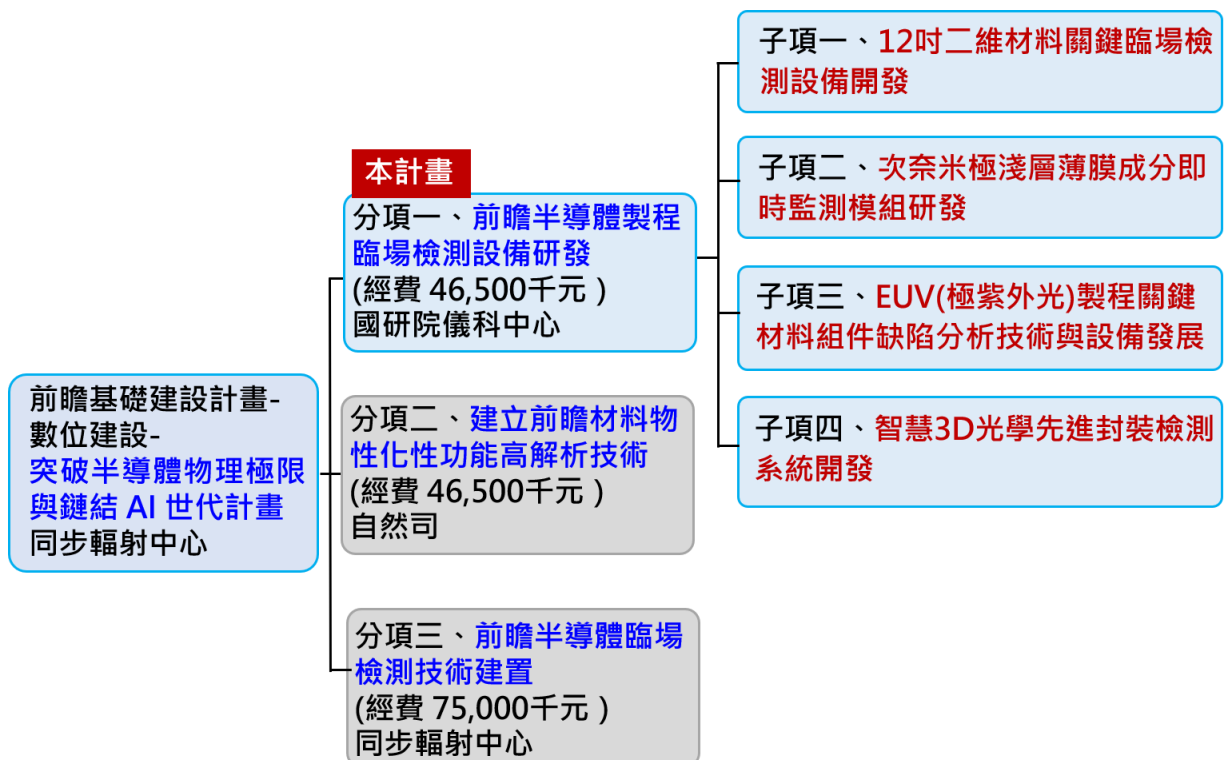 前瞻基礎建設計畫-
數位建設-
突破半導體物理極限
與鏈結 AI 世代計畫
同步輻射中心
本計畫
分項一、前瞻半導體製程
臨場檢測設備研發
(經費 46,500千元 )
國研院儀科中心
分項二、建立前瞻材料物
性化性功能高解析技術
(經費 46,500千元 )
自然司
分項三、前瞻半導體臨場
檢測技術建置
(經費 75,000千元 )
同步輻射中心
子項一、12吋二維材料關鍵臨場檢
測設備開發
子項二、次奈米極淺層薄膜成分即
時監測模組研發
子項三、EUV(極紫外光)製程關鍵
材料組件缺陷分析技術與設備發展
子項四、智慧3D光學先進封裝檢測
系統開發